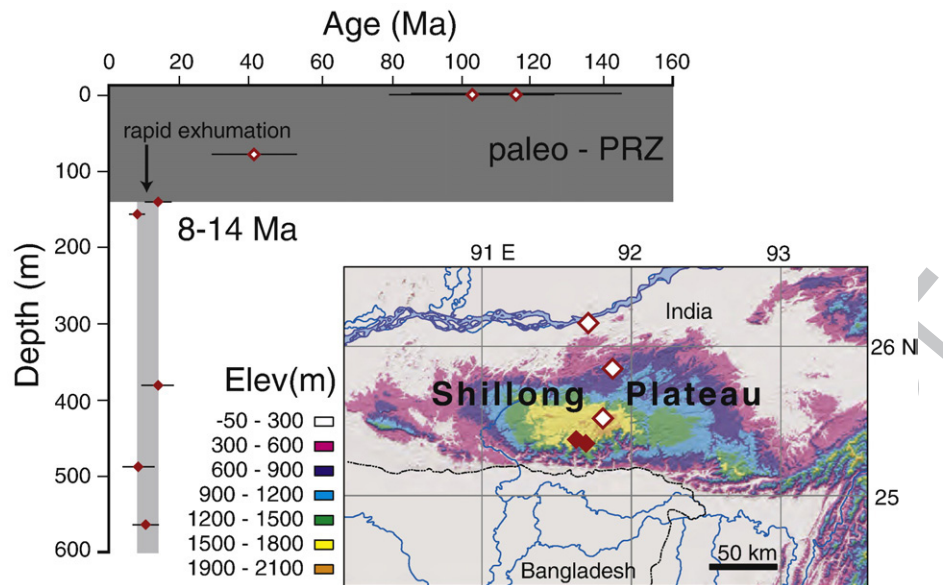 Age (Ma)
0 20 40 60 80 100 120 140 160
0
rapid exhumation
paleo - PRZ
100
8-14 Ma
200
300
400
500
600
Depth (m)
91 E 92 93
India
26 N
Shillong Plateau
25
Bangladesh
50 km
Elev(m)
-50 - 300
300 - 600
600 - 900
900 - 1200
1200 - 1500
1500 - 1800
1900 - 2100